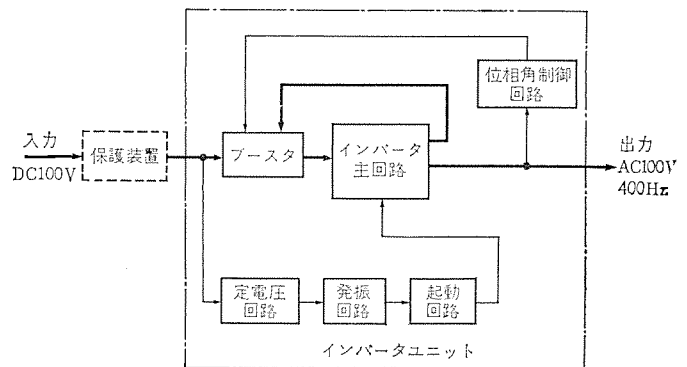 位相角制御
回路
入力
DC100V
保護装置
ブースタ
インバータ
主回路
出力
AC100V
400Hz
定電圧
回路
発振
回路
起動
回路
インバータユニット